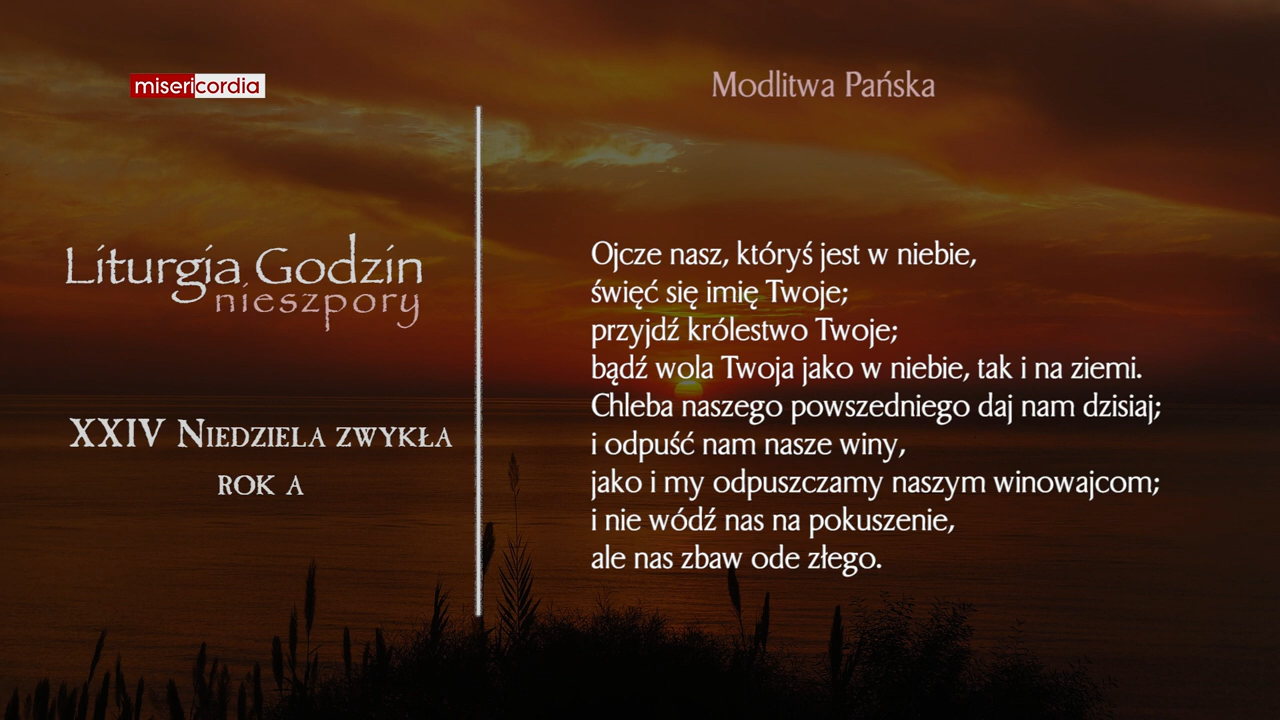 misericordia
Liturgia Godzin
nieszpory
XXIV Niedziela zwykła
rok A
Modlitwa Pańska
Ojcze nasz, któryś jest w niebie,
święć się imię Twoje;
przyjdź królestwo Twoje;
bądź wola Twoja jako w niebie, tak i na ziemi.
Chleba naszego powszedniego daj nam dzisiaj;
i odpuść nam nasze winy,
jako i my odpuszczamy naszym winowajcom;
i nie wódź nas na pokuszenie,
ale nas zbaw ode złego.